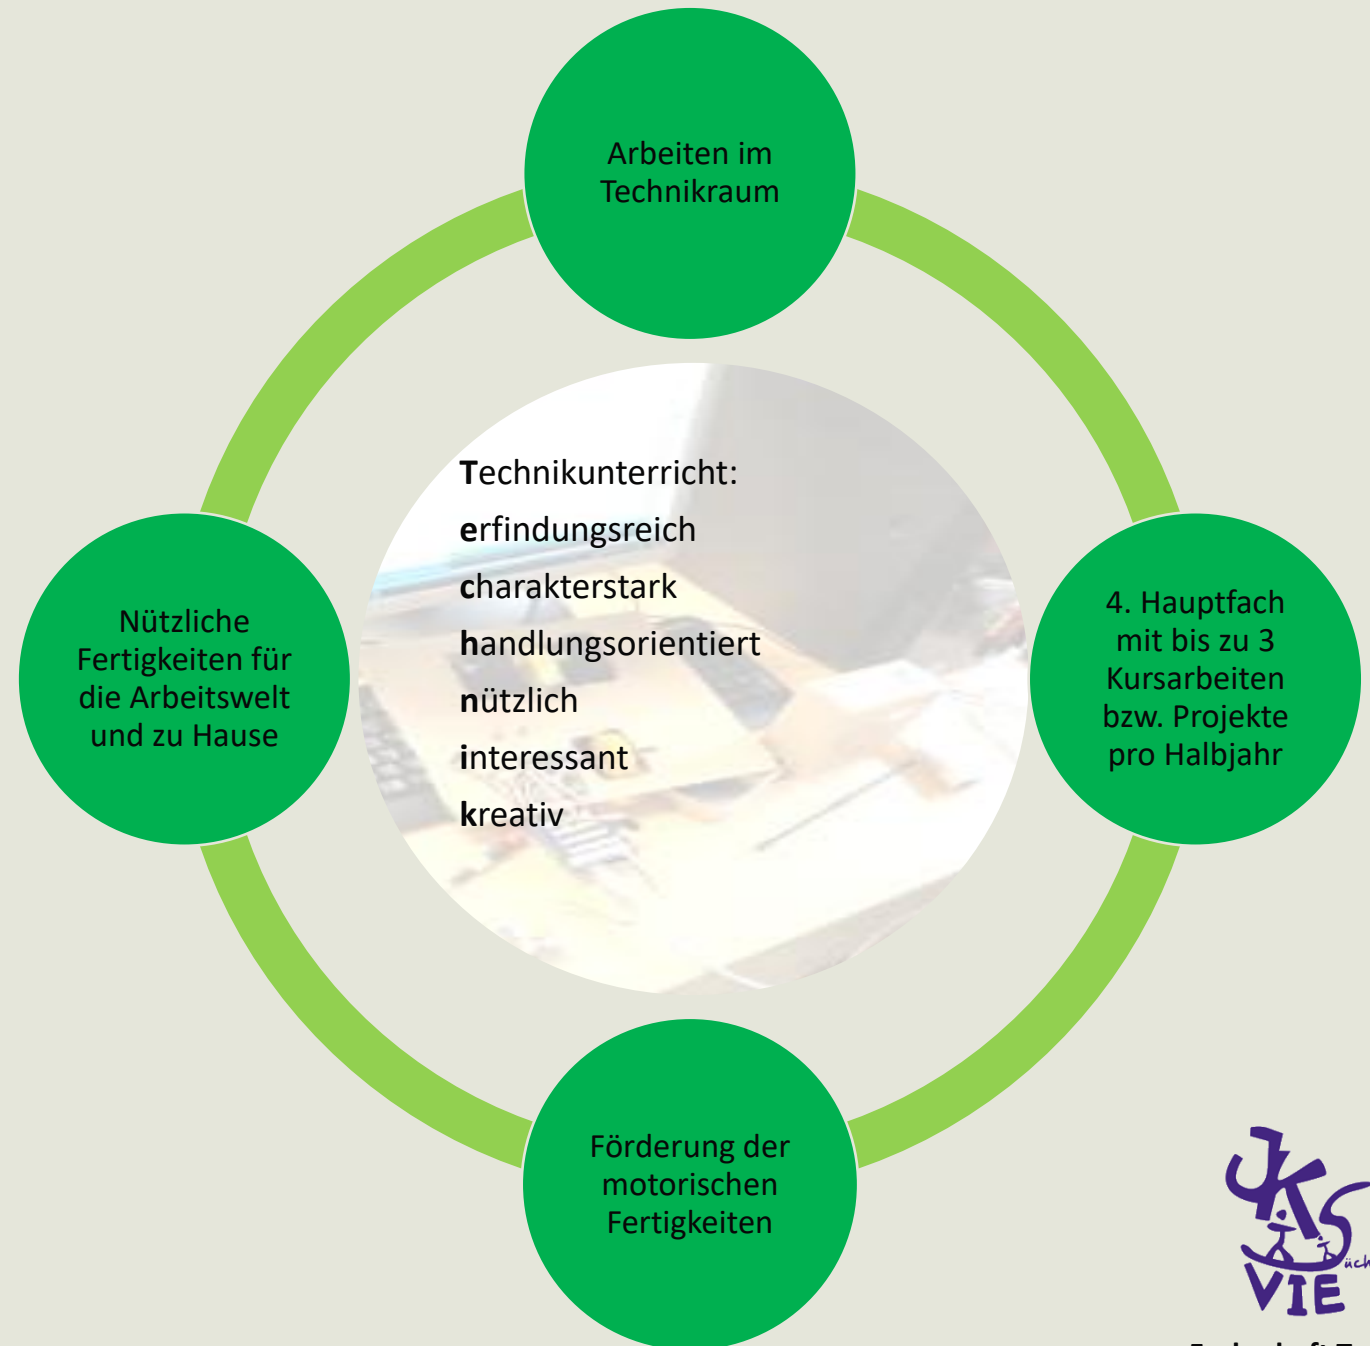 Arbeiten im
Technikraum
Technikunterricht:
erfindungsreich
charakterstark
handlungsorientiert
nützlich
interessant
kreativ
Nützliche
Fertigkeiten für
die Arbeitswelt
und zu Hause
4. Hauptfach
mit bis zu 3
Kursarbeiten
bzw. Projekte
pro Halbjahr
Förderung der
motorischen
Fertigkeiten
JKS
VIE